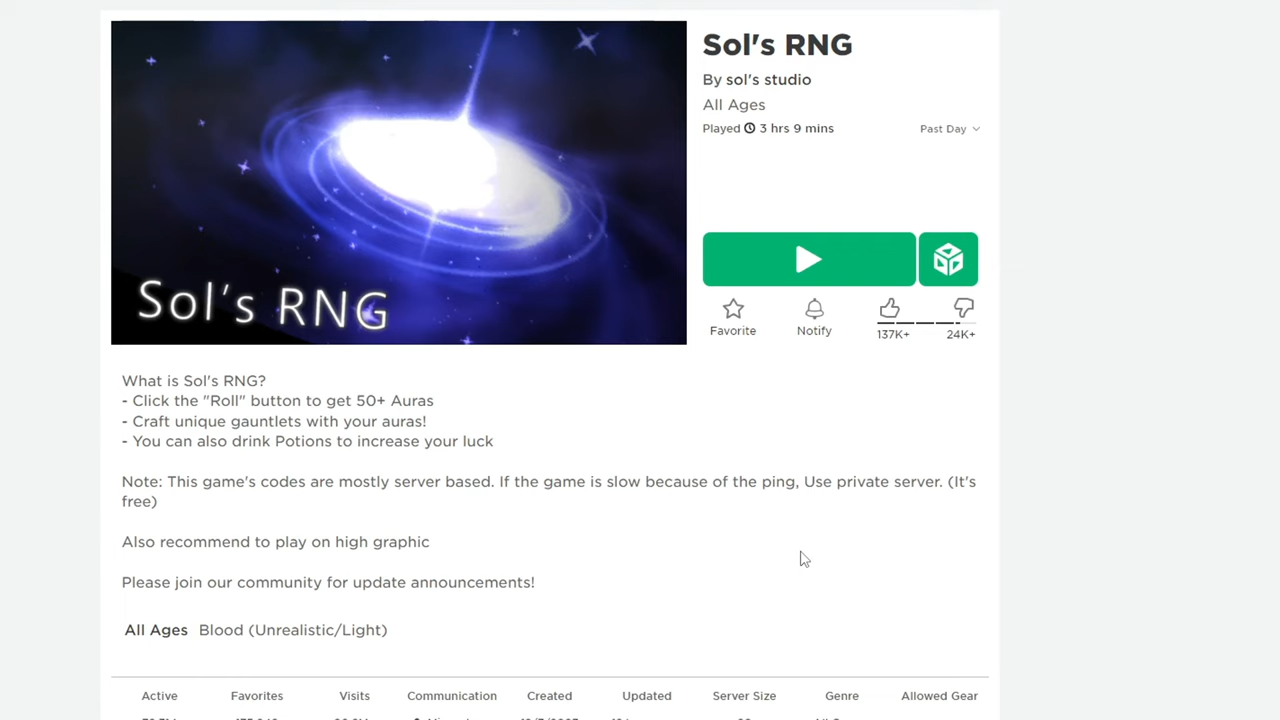 Sol's RNG
Sol's RNG
By sol's studio
All Ages
Played 3 hrs 9 mins
Past Day
Favorite
Notify
137K+
24K+
What is Sol's RNG?
- Click the "Roll" button to get 50+ Auras
- Craft unique gauntlets with your auras!
- You can also drink Potions to increase your luck
Note: This game's codes are mostly server based. If the game is slow because of the ping, Use private server. (It's
free)
Also recommend to play on high graphic
Please join our community for update announcements!
All Ages Blood (Unrealistic/Light)
Active Favorites Visits Communication Created Updated Server Size Genre Allowed Gear